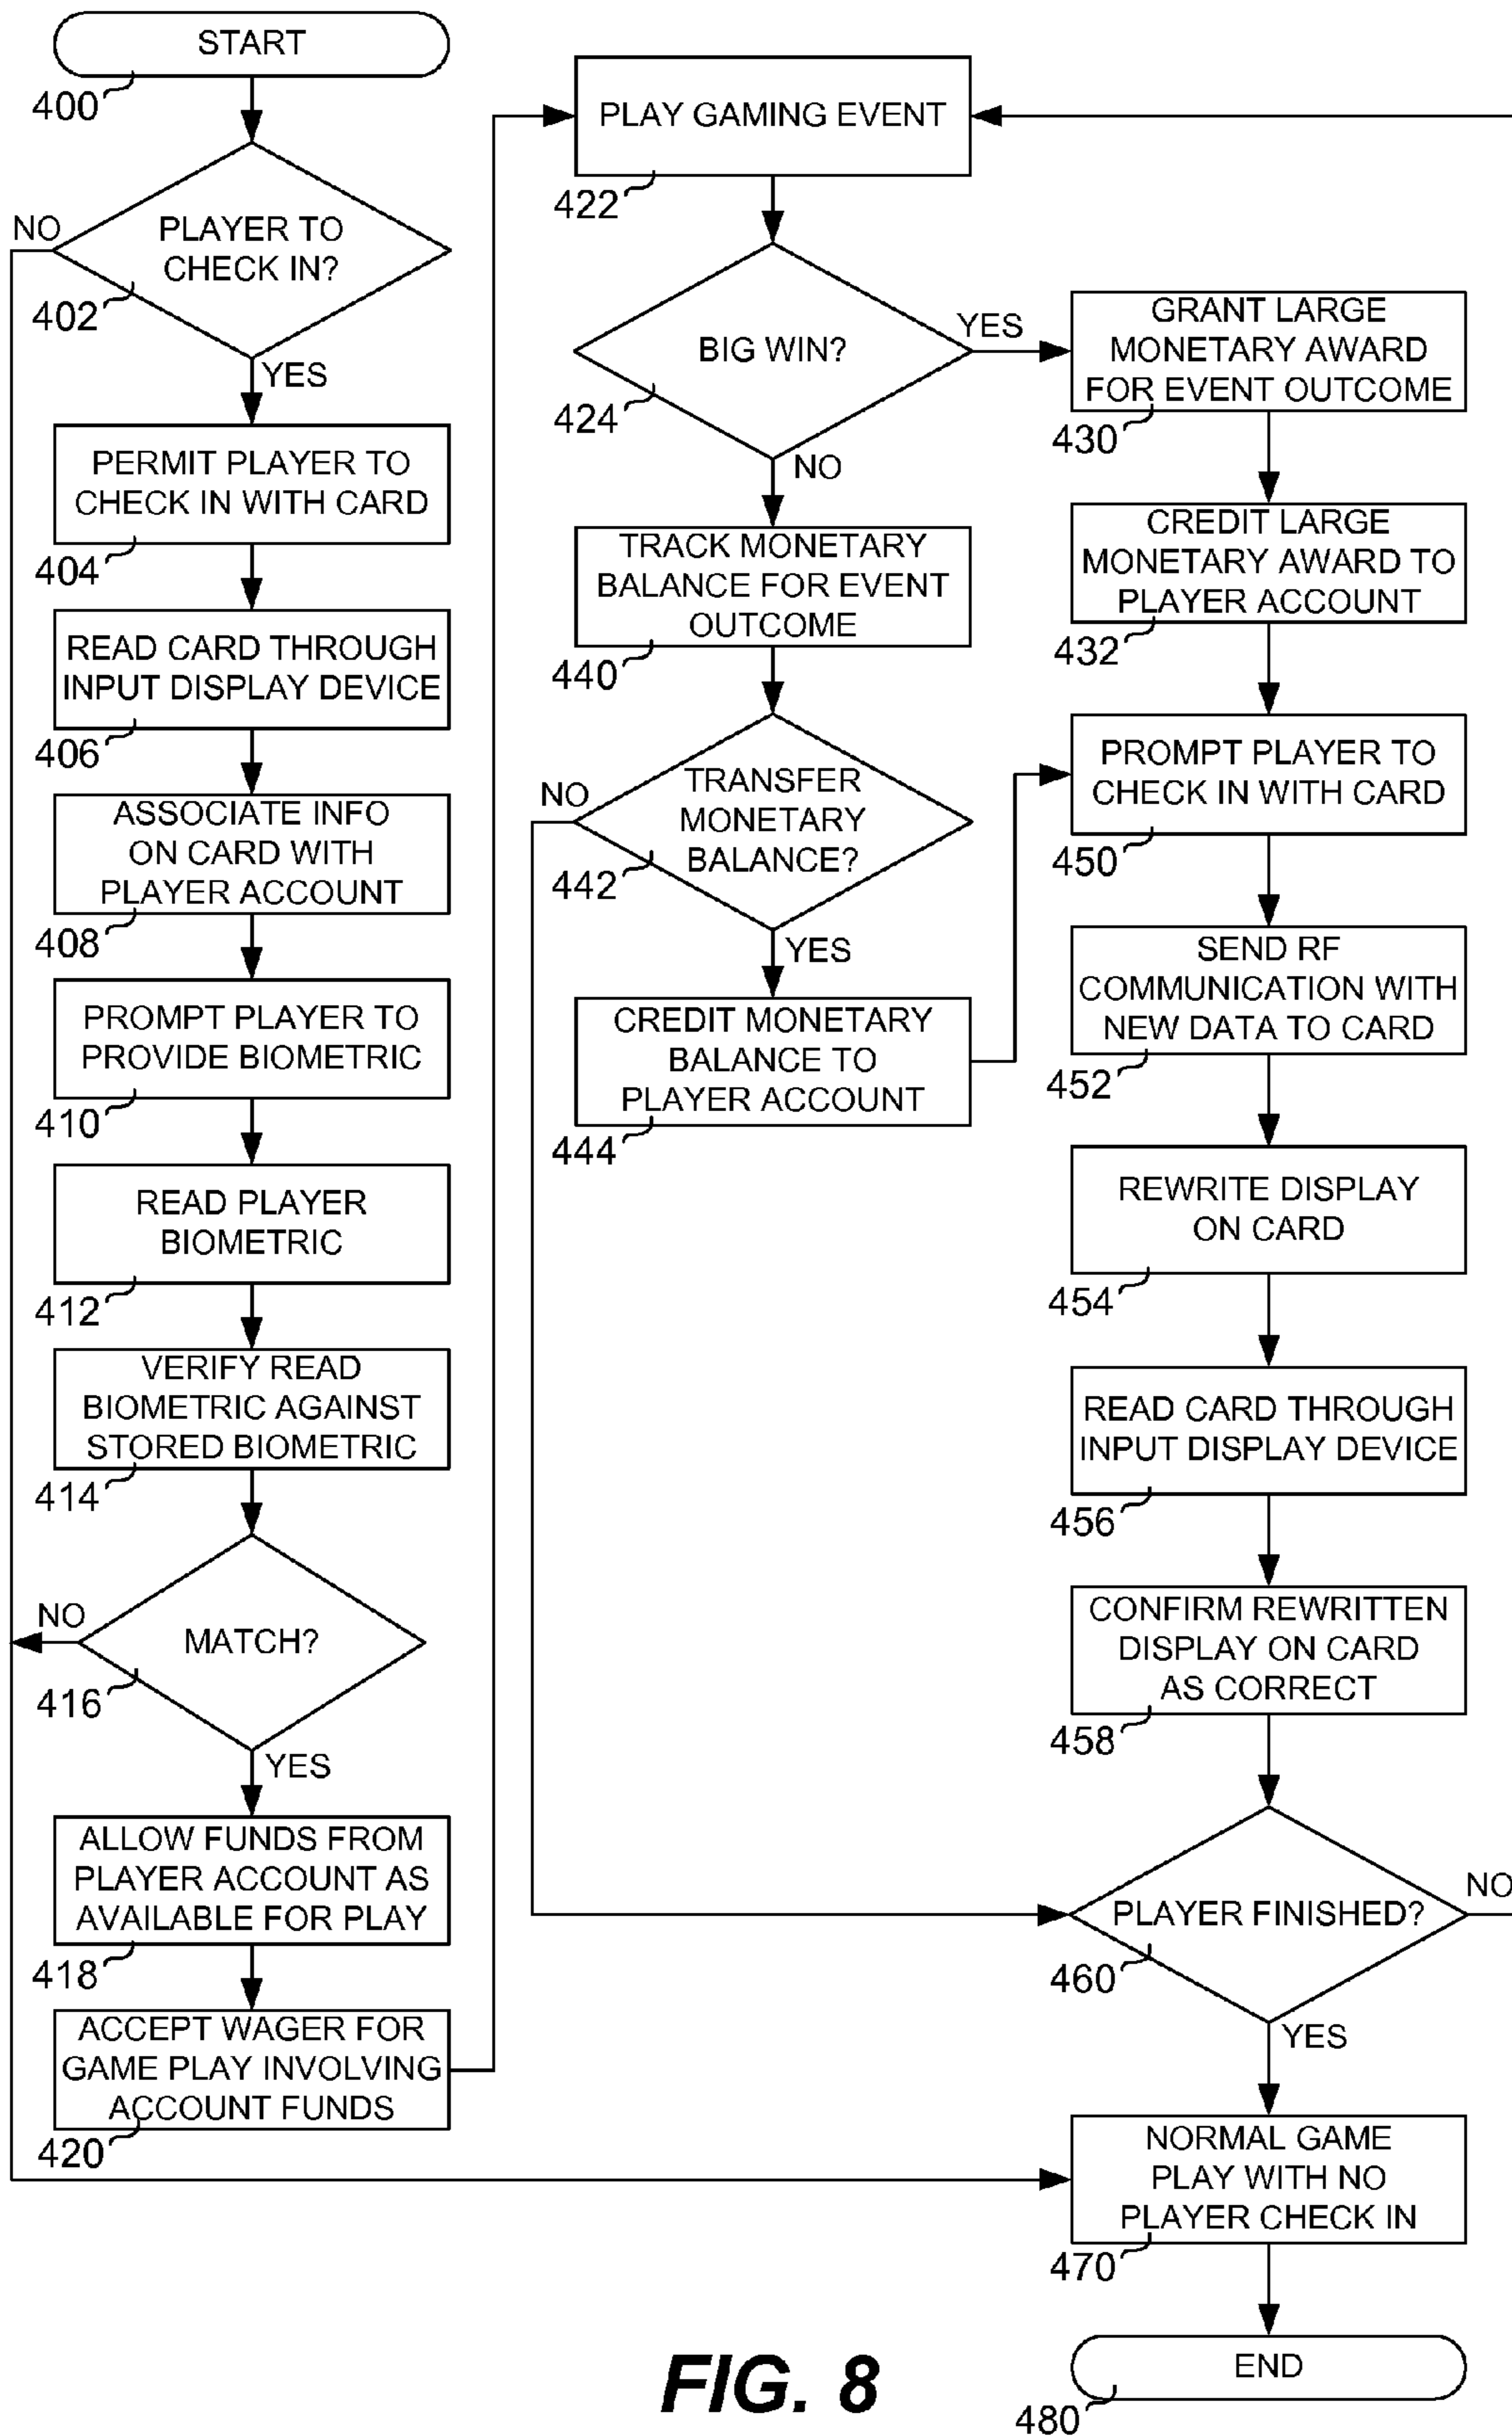 START
400
NO
PLAYER TO
CHECK IN?
402
YES
PERMIT PLAYER TO
CHECK IN WITH CARD
404
READ CARD THROUGH
INPUT DISPLAY DEVICE
406
ASSOCIATE INFO
ON CARD WITH
PLAYER ACCOUNT
408
PROMPT PLAYER TO
PROVIDE BIOMETRIC
410
READ PLAYER
BIOMETRIC
412
VERIFY READ
BIOMETRIC AGAINST
STORED BIOMETRIC
414
NO
MATCH?
416
YES
ALLOW FUNDS FROM
PLAYER ACCOUNT AS
AVAILABLE FOR PLAY
418
ACCEPT WAGER FOR
GAME PLAY INVOLVING
ACCOUNT FUNDS
420
PLAY GAMING EVENT
422
BIG WIN?
YES
424
NO
TRACK MONETARY
BALANCE FOR EVENT
OUTCOME
440
NO
TRANSFER
MONETARY
BALANCE?
442
YES
CREDIT MONETARY
BALANCE TO
PLAYER ACCOUNT
444
GRANT LARGE
MONETARY AWARD
FOR EVENT OUTCOME
430
CREDIT LARGE
MONETARY AWARD TO
PLAYER ACCOUNT
432
PROMPT PLAYER TO
CHECK IN WITH CARD
450
SEND RF
COMMUNICATION WITH
NEW DATA TO CARD
452
REWRITE DISPLAY
ON CARD
454
READ CARD THROUGH
INPUT DISPLAY DEVICE
456
CONFIRM REWRITTEN
DISPLAY ON CARD
AS CORRECT
458
PLAYER FINISHED?
NO
460
YES
NORMAL GAME
PLAY WITH NO
PLAYER CHECK IN
470
END
480
FIG. 8